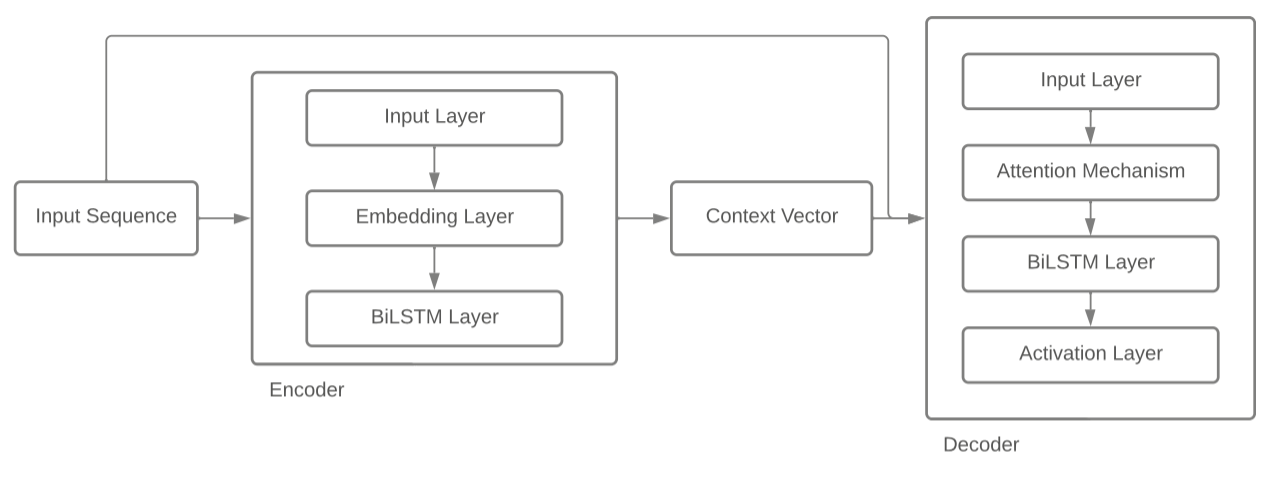 Input Sequence
Input Layer
Embedding Layer
BiLSTM Layer
Encoder
Context Vector
Input Layer
Attention Mechanism
BiLSTM Layer
Activation Layer
Decoder